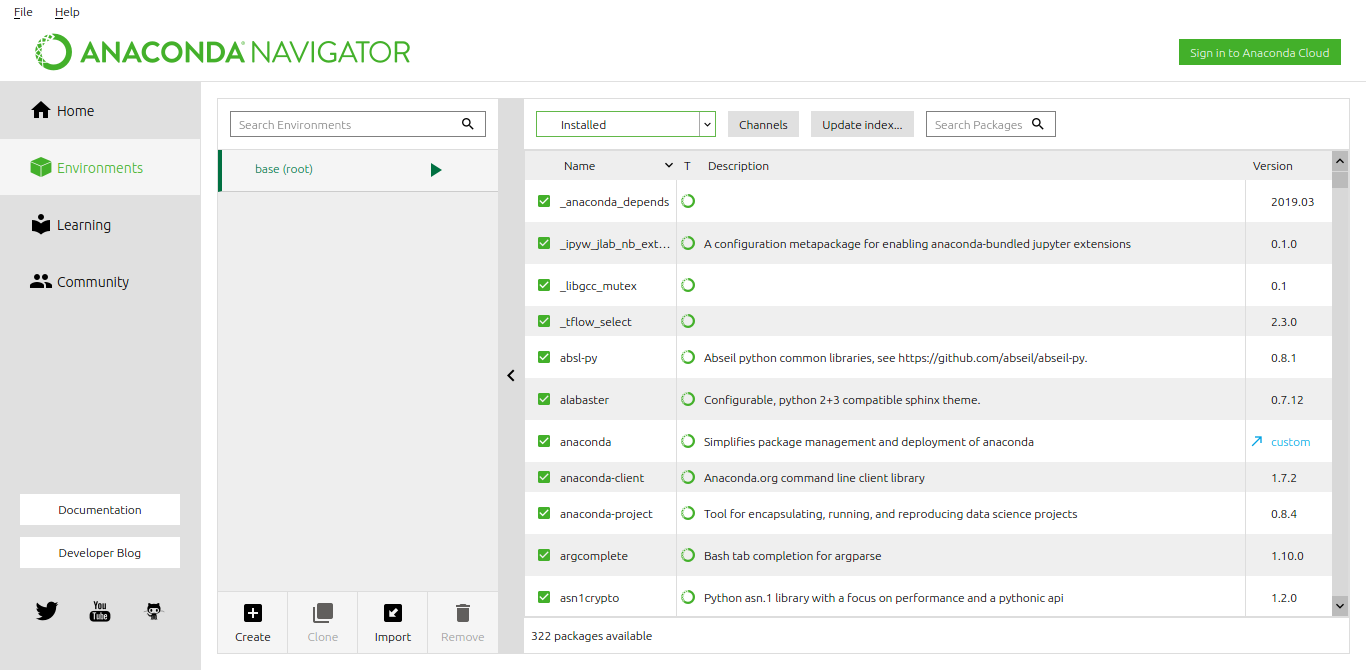 File Help
ANACONDA NAVIGATOR
Sign in to Anaconda Cloud
Home
Environments
Learning
Community
Documentation
Developer Blog
You
Tube
Search Environments
base (root)
Create Clone Import Remove
Installed Channels Update index... Search Packages
Name T Description Version
_anaconda_depends 2019.03
_ipyw_jlab_nb_ext... A configuration metapackage for enabling anaconda-bundled jupyter extensions 0.1.0
_libgcc_mutex 0.1
_tflow_select 2.3.0
absl-py Abseil python common libraries, see https://github.com/abseil/abseil-py. 0.8.1
alabaster Configurable, python 2+3 compatible sphinx theme. 0.7.12
anaconda Simplifies package management and deployment of anaconda custom
anaconda-client Anaconda.org command line client library 1.7.2
anaconda-project Tool for encapsulating, running, and reproducing data science projects 0.8.4
argcomplete Bash tab completion for argparse 1.10.0
asn1crypto Python asn.1 library with a focus on performance and a pythonic api 1.2.0
322 packages available